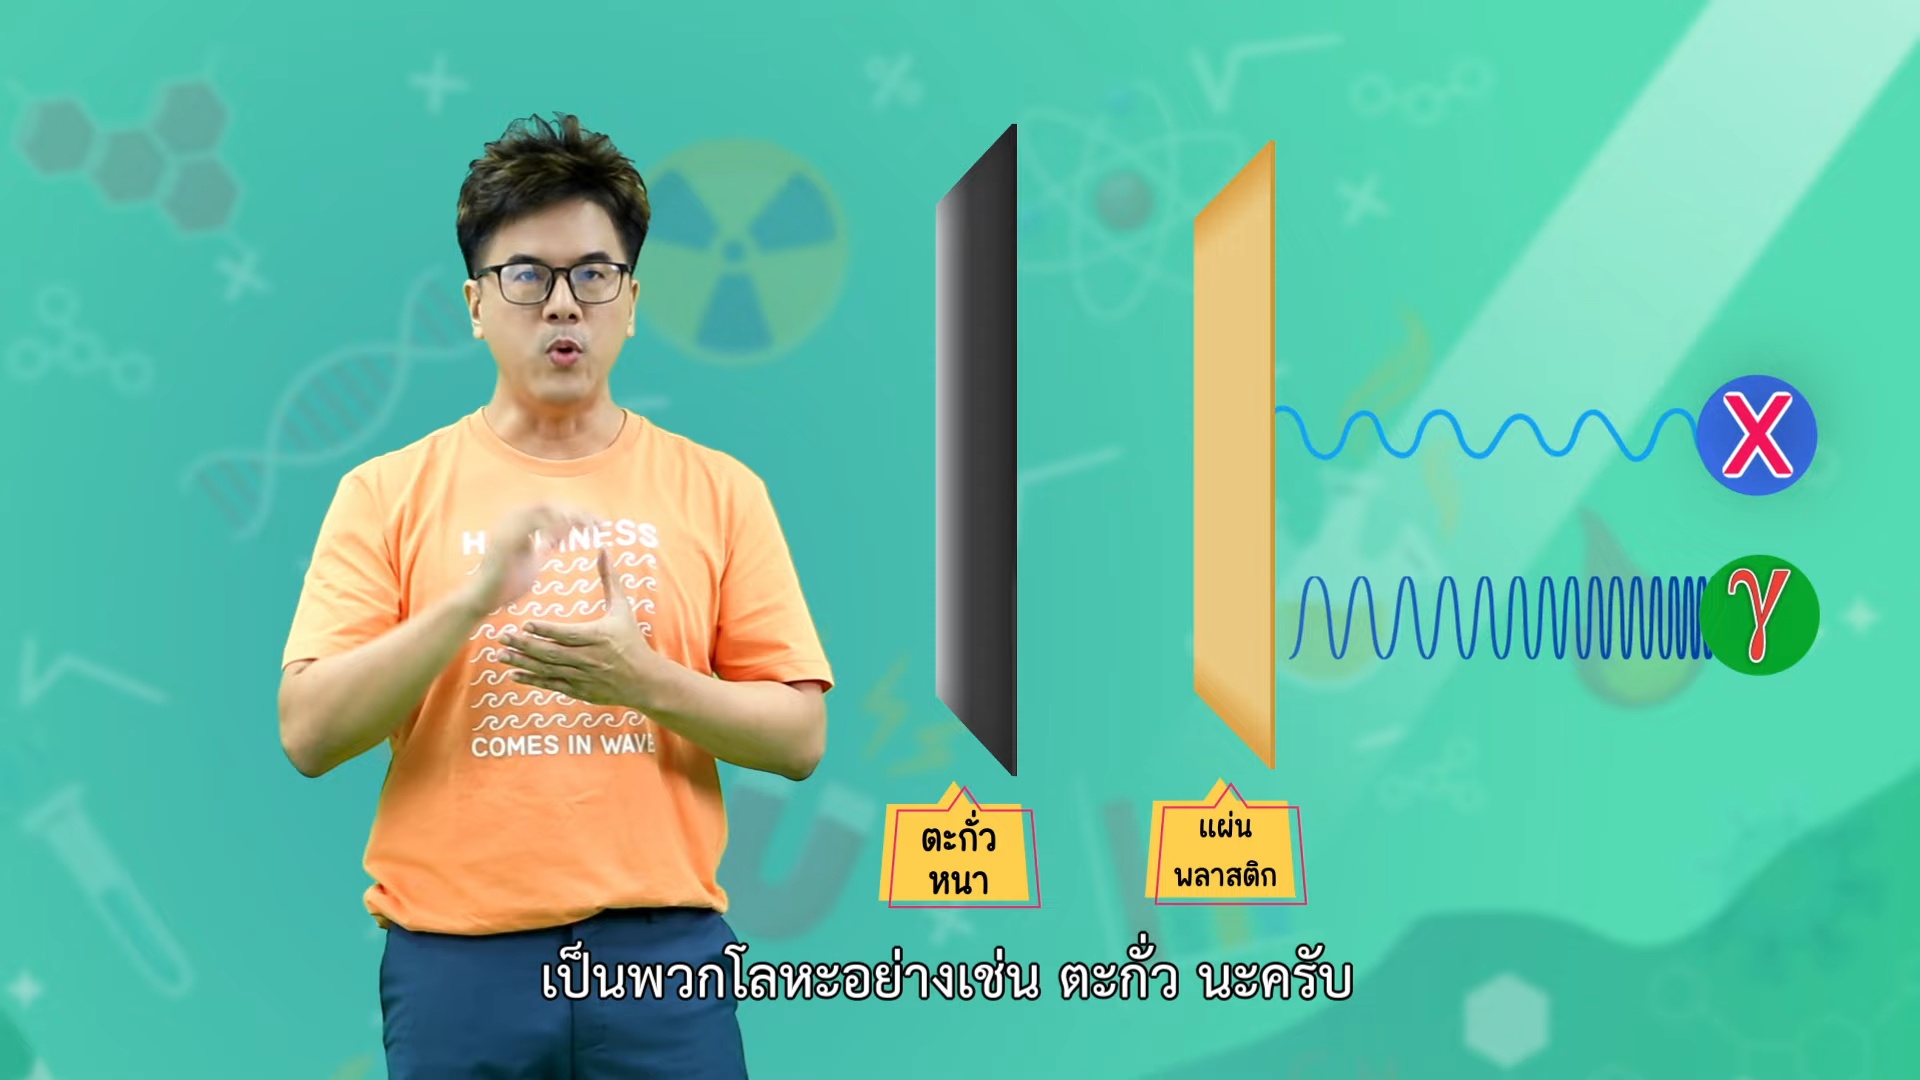 COMES IN WAVE
ตะกั่ว
หนา
แผ่น
พลาสติก
X
γ
เป็นพวกโลหะอย่างเช่น ตะกั่ว นะครับ